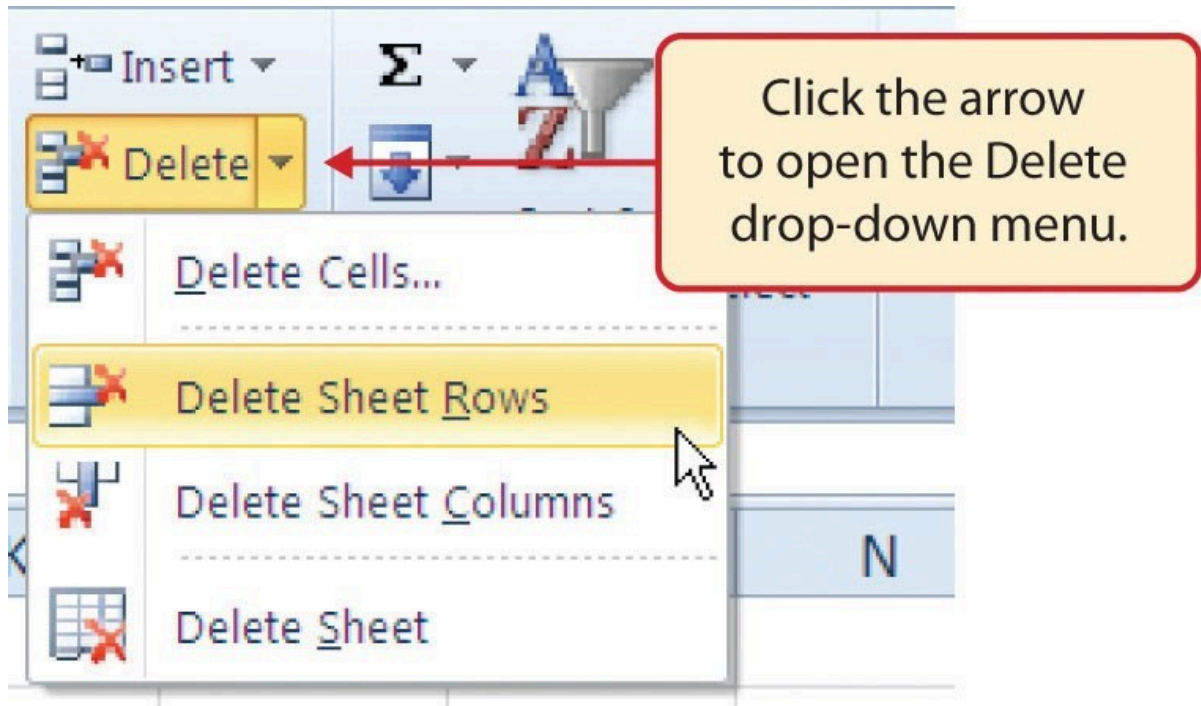 Insert
Σ
A
Z
Click the arrow
to open the Delete
drop-down menu.
Delete
Delete Cells...
Delete Sheet Rows
Delete Sheet Columns
Delete Sheet
K
N